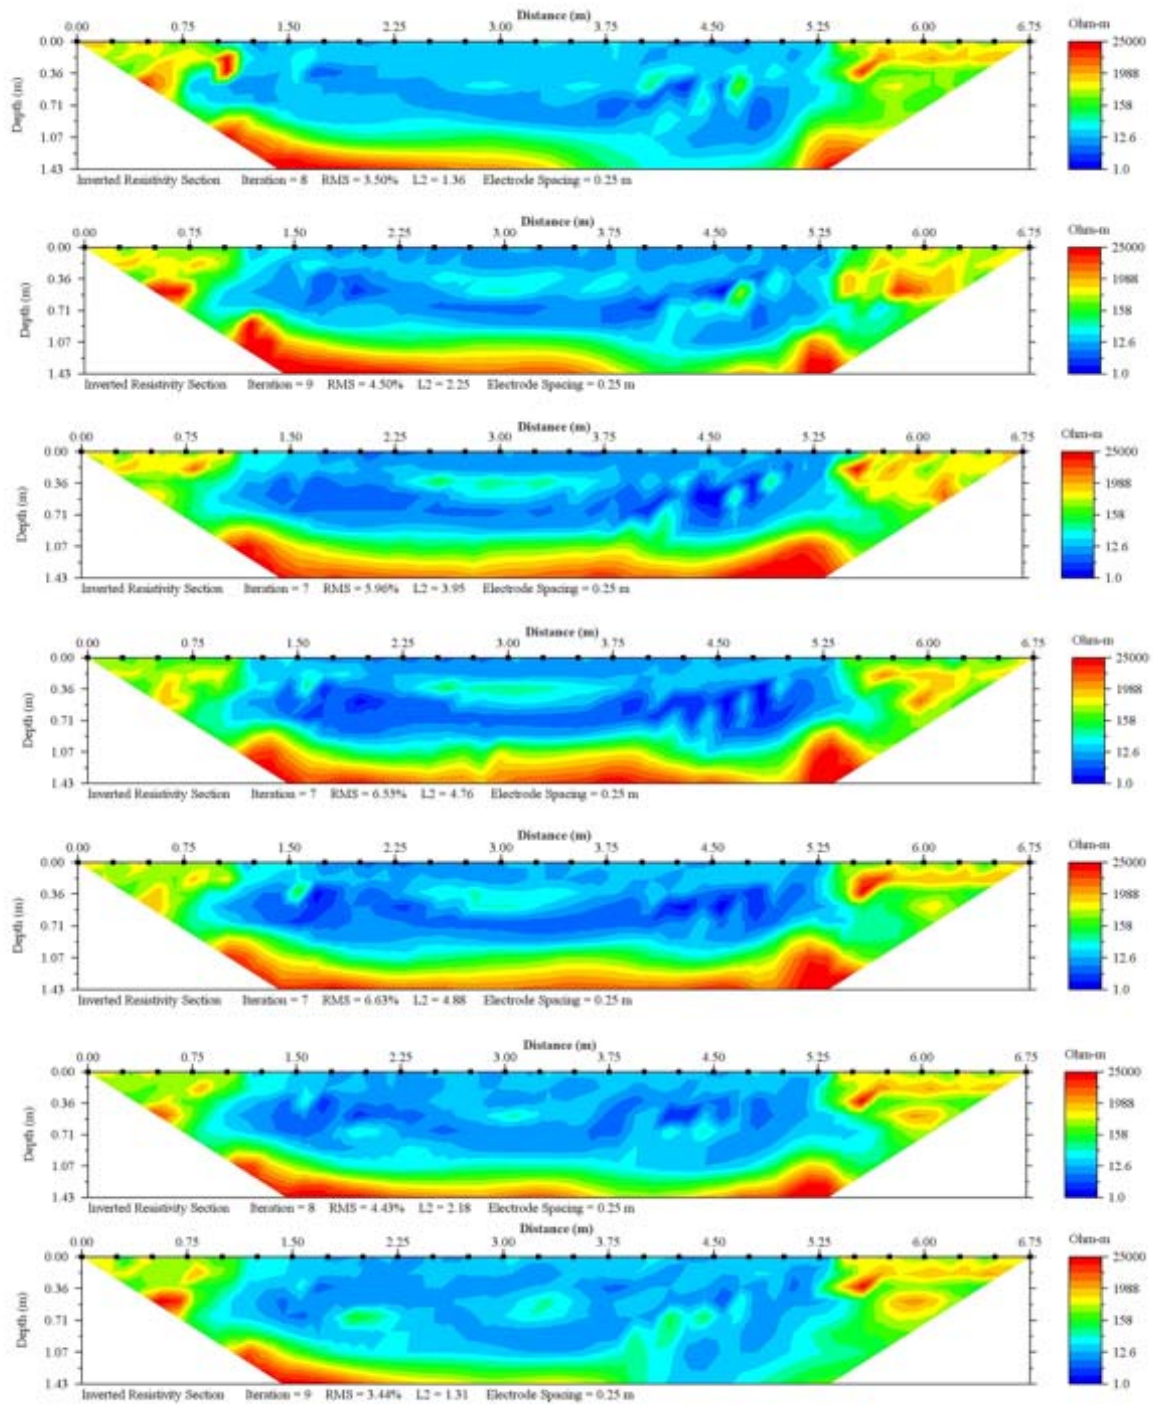 Distance (m)
0.00 0.75 1.50 2.25 3.00 3.75 4.50 5.25 6.00 6.75
Ohm-m
0.00
0.36
0.71
1.07
1.43
Depth (m)
25000
1988
158
12.6
1.0
Inverted Resistivity Section Iteration = 8 RMS = 3.50% L2 = 1.36 Electrode Spacing = 0.25 m
Distance (m)
0.00 0.75 1.50 2.25 3.00 3.75 4.50 5.25 6.00 6.75
Ohm-m
0.00
0.36
0.71
1.07
1.43
Depth (m)
25000
1988
158
12.6
1.0
Inverted Resistivity Section Iteration = 9 RMS = 4.50% L2 = 2.25 Electrode Spacing = 0.25 m
Distance (m)
0.00 0.75 1.50 2.25 3.00 3.75 4.50 5.25 6.00 6.75
Ohm-m
0.00
0.36
0.71
1.07
1.43
Depth (m)
25000
1988
158
12.6
1.0
Inverted Resistivity Section Iteration = 7 RMS = 5.96% L2 = 3.95 Electrode Spacing = 0.25 m
Distance (m)
0.00 0.75 1.50 2.25 3.00 3.75 4.50 5.25 6.00 6.75
Ohm-m
0.00
0.36
0.71
1.07
1.43
Depth (m)
25000
1988
158
12.6
1.0
Inverted Resistivity Section Iteration = 7 RMS = 6.55% L2 = 4.76 Electrode Spacing = 0.25 m
Distance (m)
0.00 0.75 1.50 2.25 3.00 3.75 4.50 5.25 6.00 6.75
Ohm-m
0.00
0.36
0.71
1.07
1.43
Depth (m)
25000
1988
158
12.6
1.0
Inverted Resistivity Section Iteration = 7 RMS = 6.63% L2 = 4.88 Electrode Spacing = 0.25 m
Distance (m)
0.00 0.75 1.50 2.25 3.00 3.75 4.50 5.25 6.00 6.75
Ohm-m
0.00
0.36
0.71
1.07
1.43
Depth (m)
25000
1988
158
12.6
1.0
Inverted Resistivity Section Iteration = 8 RMS = 4.43% L2 = 2.18 Electrode Spacing = 0.25 m
Distance (m)
0.00 0.75 1.50 2.25 3.00 3.75 4.50 5.25 6.00 6.75
Ohm-m
0.00
0.36
0.71
1.07
1.43
Depth (m)
25000
1988
158
12.6
1.0
Inverted Resistivity Section Iteration = 9 RMS = 3.44% L2 = 1.31 Electrode Spacing = 0.25 m